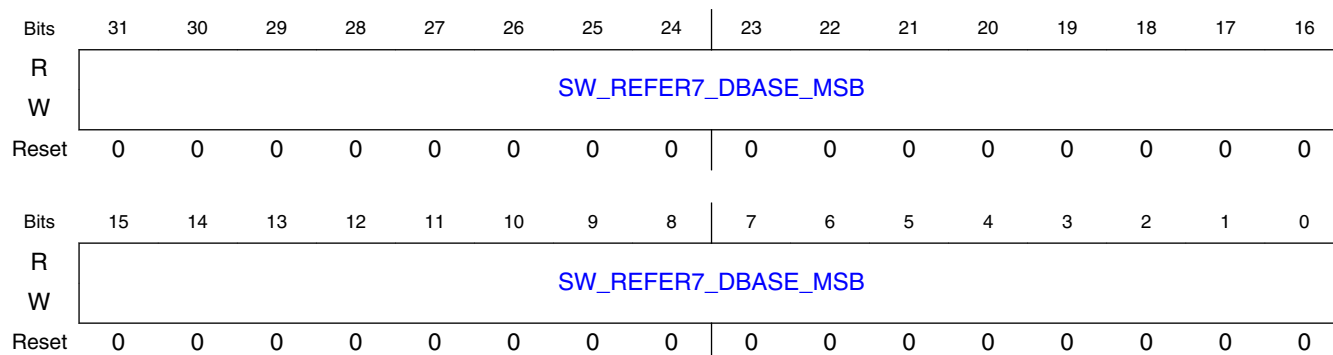 Bits 31 30 29 28 27 26 25 24 23 22 21 20 19 18 17 16
R
SW_REFER7_DBASE_MSB
W
Reset 0 0 0 0 0 0 0 0 0 0 0 0 0 0 0 0
Bits 15 14 13 12 11 10 9 8 7 6 5 4 3 2 1 0
R
SW_REFER7_DBASE_MSB
W
Reset 0 0 0 0 0 0 0 0 0 0 0 0 0 0 0 0